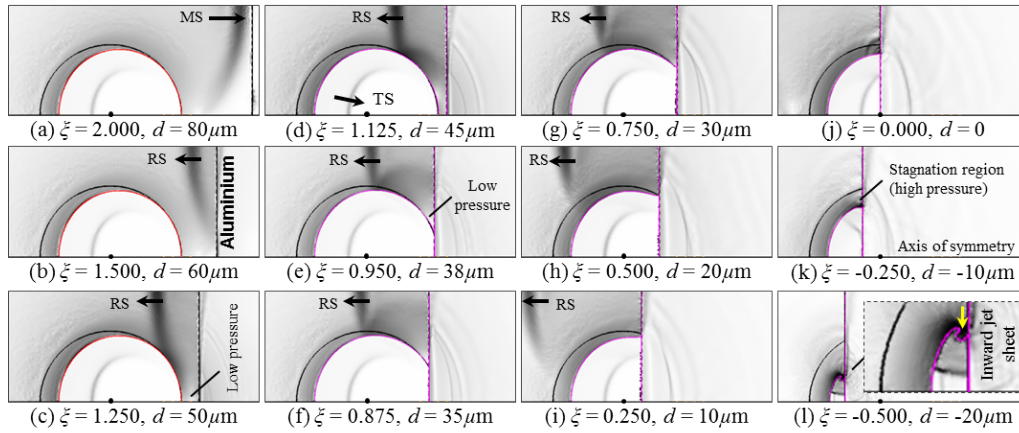 MS
(a) ξ = 2.000, d = 80μm
RS
TS
(d) ξ = 1.125, d = 45μm
RS
(g) ξ = 0.750, d = 30μm
(j) ξ = 0.000, d = 0
RS
Aluminium
(b) ξ = 1.500, d = 60μm
RS
Low
pressure
(e) ξ = 0.950, d = 38μm
RS
(h) ξ = 0.500, d = 20μm
Stagnation region
(high pressure)
Axis of symmetry
(k) ξ = -0.250, d = -10μm
RS
Low pressure
(c) ξ = 1.250, d = 50μm
RS
(f) ξ = 0.875, d = 35μm
RS
(i) ξ = 0.250, d = 10μm
Inward jet
sheet
(l) ξ = -0.500, d = -20μm